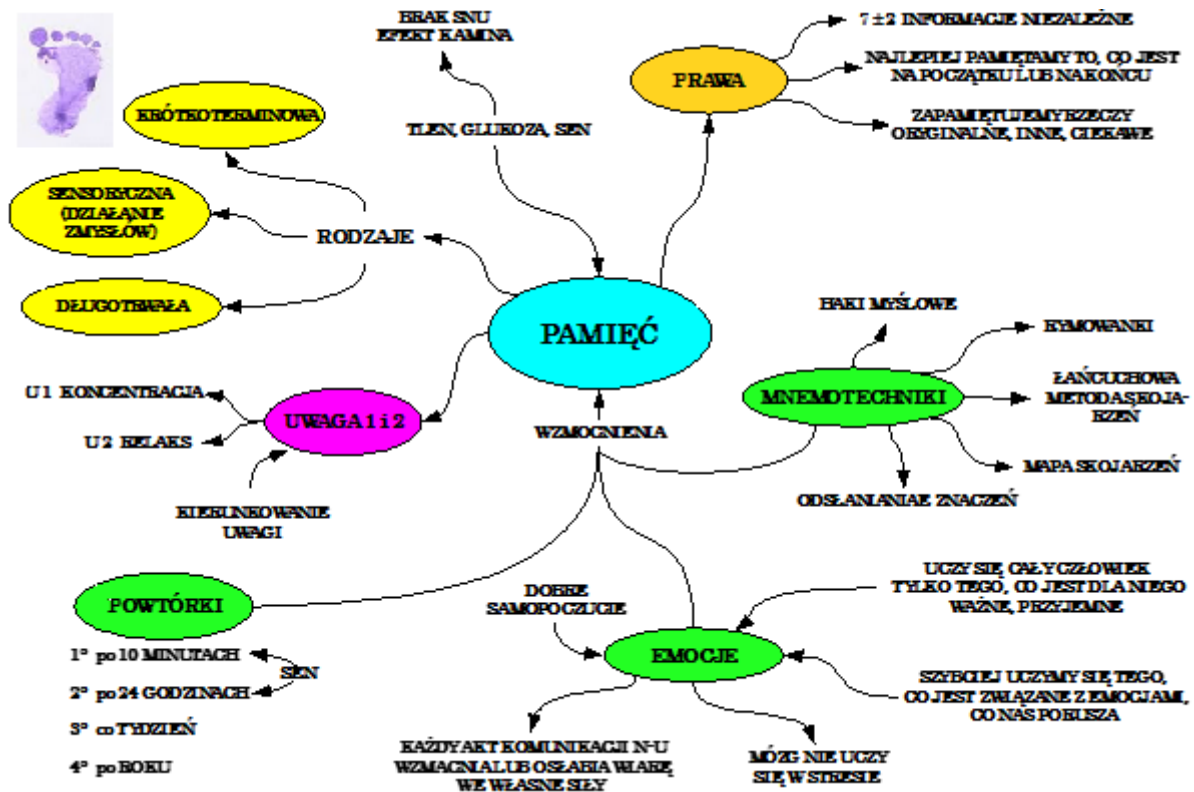 BRAK SNU
EFEKT KAMINA
TLEN, GLUKOZA, SEN
PRAWA
7 ± 2 INFORMACJE NIEZALEŻNE
NAJLEPIEJ PAMIĘTAMY TO, CO JEST
NA POCZĄTKU LUB NA KOŃCU
ZAPAMIĘTUJEMY RZECZY
ORYGINALNE, INNE, CIEKAWE
KRÓTKOTERMINOWA
SENSORYCZNA
(DZIAŁANIE
ZMYSŁÓW)
DŁUGOTRWAŁA
RODZAJE
PAMIĘĆ
UWAGA 1 i 2
U 1 KONCENTRACJA
U 2 RELAKS
KIERUNKOWANIE
UWAGI
WZMOCNIENIA
MNEMOTECHNIKI
HAKI MYŚLOWE
RYMOWANKI
ŁAŃCUCHOWA
METODA SKOJA-
RZEŃ
MAPA SKOJARZEŃ
ODSŁANIANIAE ZNACZEŃ
POWTÓRKI
1° po 10 MINUTACH
SEN
2° po 24 GODZINACH
3° co TYDZIEŃ
4° po ROKU
DOBRE
SAMOPOCZUCIE
EMOCJE
UCZY SIĘ CAŁY CZŁOWIEK
TYLKO TEGO, CO JEST DLA NIEGO
WAŻNE, PRZYJEMNE
SZYBCIEJ UCZYMY SIĘ TEGO,
CO JEST ZWIĄZANE Z EMOCJAMI,
CO NAS PORUSZA
KAŻDY AKT KOMUNIKACJI N-U
WZMACNIA LUB OSŁABIA WIARĘ
WE WŁASNE SIŁY
MÓZG NIE UCZY
SIĘ W STRESIE